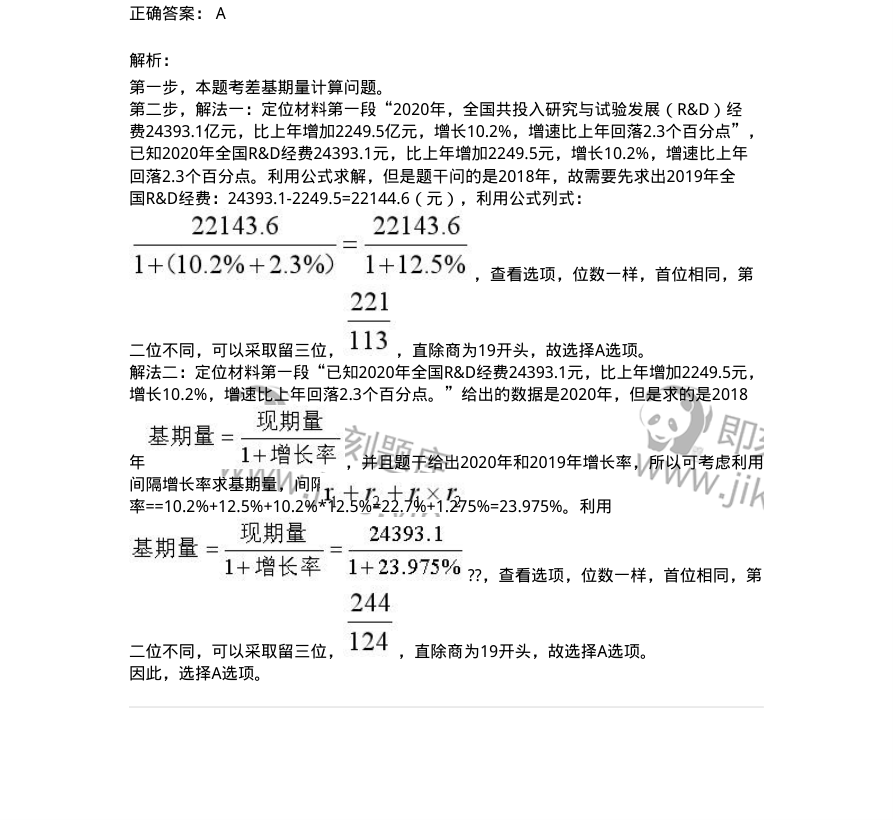 正确答案： A
解析：
第一步，本题考差基期量计算问题。
第二步，解法一：定位材料第一段“2020年，全国共投入研究与试验发展（R&D）经
费24393.1亿元，比上年增加2249.5亿元，增长10.2%，增速比上年回落2.3个百分点”，
已知2020年全国R&D经费24393.1元，比上年增加2249.5元，增长10.2%，增速比上年
回落2.3个百分点。利用公式求解，但是题干问的是2018年，故需要先求出2019年全
国R&D经费：24393.1-2249.5=22144.6（元），利用公式列式：
22143.6/1+(10.2%+2.3%) = 22143.6/1+12.5% ，查看选项，位数一样，首位相同，第
二位不同，可以采取留三位， 221/113 ，直除商为19开头，故选择A选项。
解法二：定位材料第一段“已知2020年全国R&D经费24393.1元，比上年增加2249.5元，
增长10.2%，增速比上年回落2.3个百分点。”给出的数据是2020年，但是求的是2018
年 基期量 = 现期量/1+增长率 ，并且题干给出2020年和2019年增长率，所以可考虑利用
间隔增长率求基期量，间隔 r₁ + r₂ + r₁ × r₂
率==10.2%+12.5%+10.2%*12.5%=22.7%+1.275%=23.975%。利用
基期量 = 现期量/1+增长率 = 24393.1/1+23.975% ??，查看选项，位数一样，首位相同，第
二位不同，可以采取留三位， 244/124 ，直除商为19开头，故选择A选项。
因此，选择A选项。